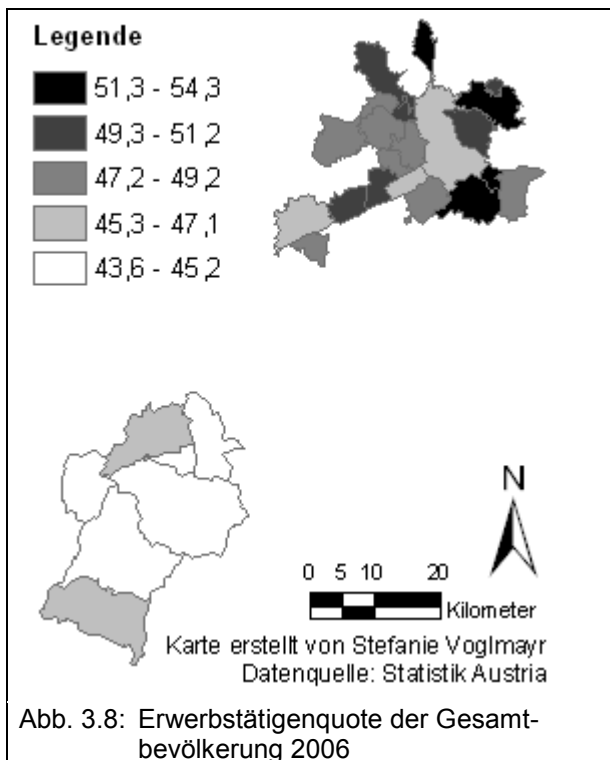 Legende
51,3 - 54,3
49,3 - 51,2
47,2 - 49,2
45,3 - 47,1
43,6 - 45,2
N
0 5 10 20
Kilometer
Karte erstellt von Stefanie Voglmayr
Datenquelle: Statistik Austria
Abb. 3.8: Erwerbstätigenquote der Gesamt-
bevölkerung 2006